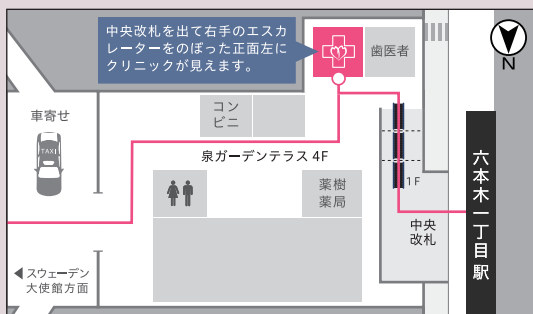 中央改札を出て右手のエスカ
レーターをのぼった正面左に
クリニックが見えます。
歯医者
N
車寄せ
TAXI
コン
ビニ
泉ガーデンテラス 4F
薬樹
薬局
1F
中央
改札
六本木一丁目駅
◀スウェーデン
大使館方面